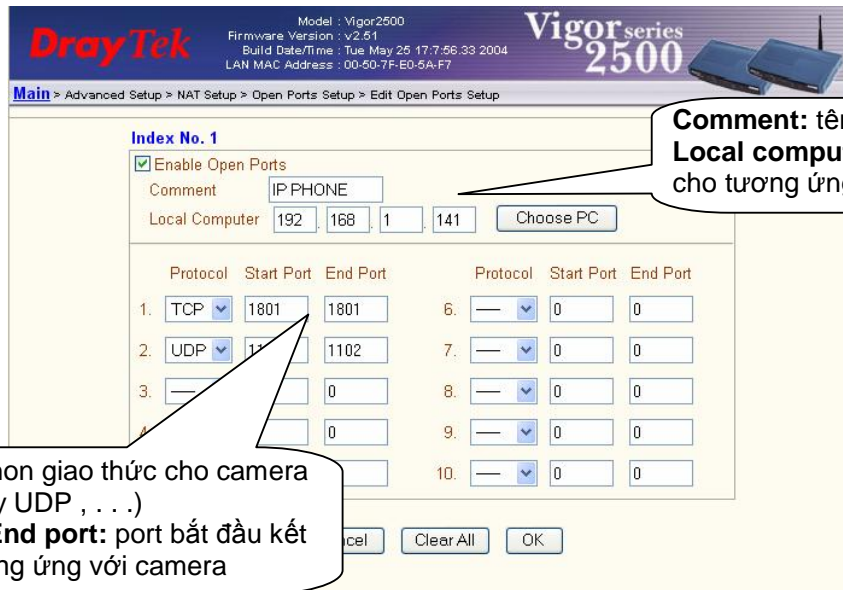 DrayTek
Model : Vigor2500
Firmware Version : v2.51
Build Date/Time : Tue May 25 17:7:56.33 2004
LAN MAC Address : 00-50-7F-E0-5A-F7
Vigor series 2500
Main > Advanced Setup > NAT Setup > Open Ports Setup > Edit Open Ports Setup
Comment: tên
Local comput
cho tương ứng
Index No. 1
Enable Open Ports
Comment IP PHONE
Local Computer 192 . 168 . 1 . 141 Choose PC
Protocol Start Port End Port Protocol Start Port End Port
1. TCP 1801 1801 6. --- 0 0
2. UDP 1102 7. --- 0 0
3. --- 0 8. --- 0 0
0 9. --- 0 0
10. --- 0 0
họn giao thức cho camera
UDP , . . .)
End port: port bắt đầu kết
ng ứng với camera
Clear All OK